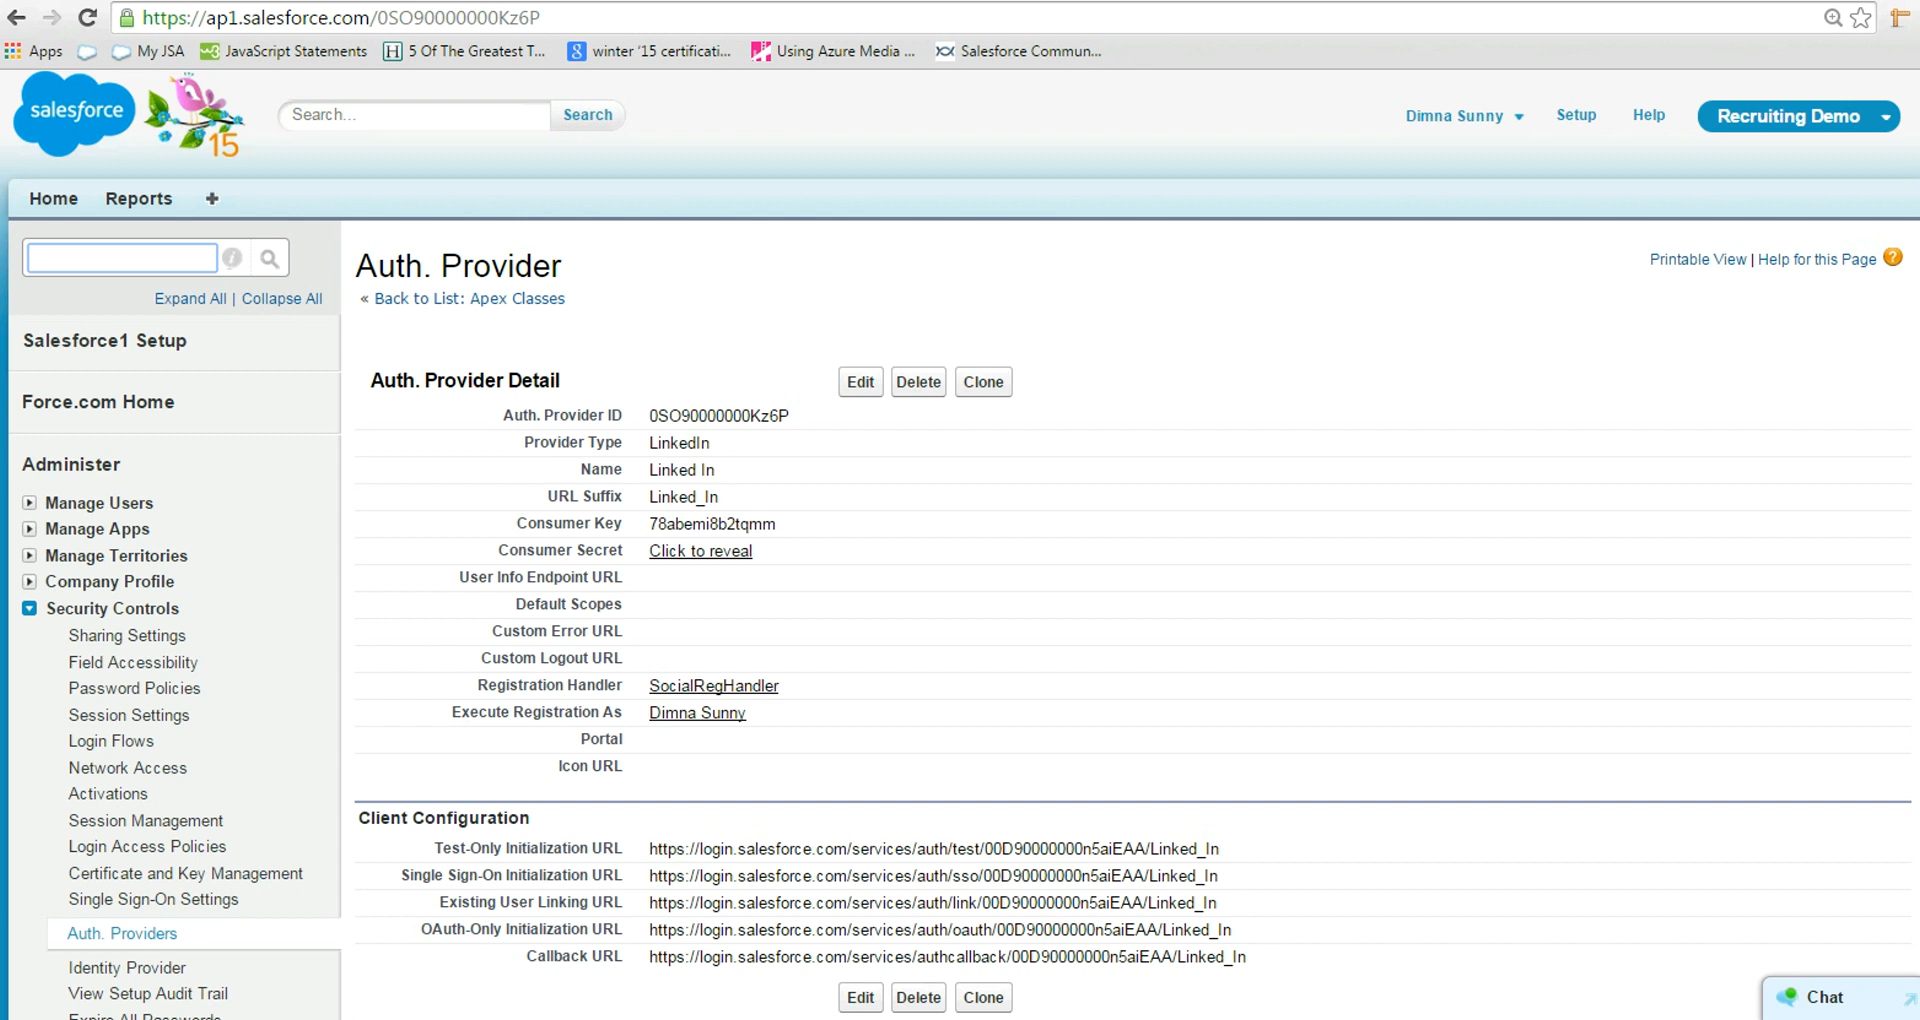 https://ap1.salesforce.com/0SO90000000Kz6P
Apps My JSA JavaScript Statements 5 Of The Greatest T... winter '15 certificati... Using Azure Media ... Salesforce Commun...
salesforce
15
Search... Search
Dimna Sunny Setup Help Recruiting Demo
Home Reports
Expand All | Collapse All
Salesforce1 Setup
Force.com Home
Administer
Manage Users
Manage Apps
Manage Territories
Company Profile
Security Controls
Sharing Settings
Field Accessibility
Password Policies
Session Settings
Login Flows
Network Access
Activations
Session Management
Login Access Policies
Certificate and Key Management
Single Sign-On Settings
Auth. Providers
Identity Provider
View Setup Audit Trail
Expire All Passwords
Auth. Provider
« Back to List: Apex Classes
Printable View | Help for this Page ?
Auth. Provider Detail Edit Delete Clone
Auth. Provider ID 0SO90000000Kz6P
Provider Type LinkedIn
Name Linked In
URL Suffix Linked_In
Consumer Key 78abemi8b2tqmm
Consumer Secret Click to reveal
User Info Endpoint URL
Default Scopes
Custom Error URL
Custom Logout URL
Registration Handler SocialRegHandler
Execute Registration As Dimna Sunny
Portal
Icon URL
Client Configuration
Test-Only Initialization URL https://login.salesforce.com/services/auth/test/00D90000000n5aiEAA/Linked_In
Single Sign-On Initialization URL https://login.salesforce.com/services/auth/sso/00D90000000n5aiEAA/Linked_In
Existing User Linking URL https://login.salesforce.com/services/auth/link/00D90000000n5aiEAA/Linked_In
OAuth-Only Initialization URL https://login.salesforce.com/services/auth/oauth/00D90000000n5aiEAA/Linked_In
Callback URL https://login.salesforce.com/services/authcallback/00D90000000n5aiEAA/Linked_In
Edit Delete Clone
Chat